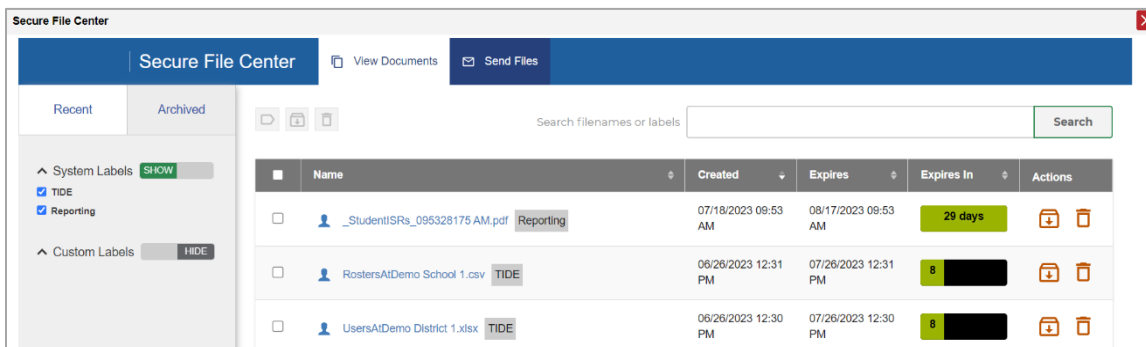 Secure File Center
Secure File Center
View Documents
Send Files
Recent
Archived
Search filenames or labels
Search
System Labels SHOW
TIDE
Reporting
Custom Labels HIDE
Name
Created
Expires
Expires In
Actions
_StudentISRs_095328175 AM.pdf Reporting
07/18/2023 09:53
AM
08/17/2023 09:53
AM
29 days
RostersAtDemo School 1.csv TIDE
06/26/2023 12:31
PM
07/26/2023 12:31
PM
8
UsersAtDemo District 1.xlsx TIDE
06/26/2023 12:30
PM
07/26/2023 12:30
PM
8